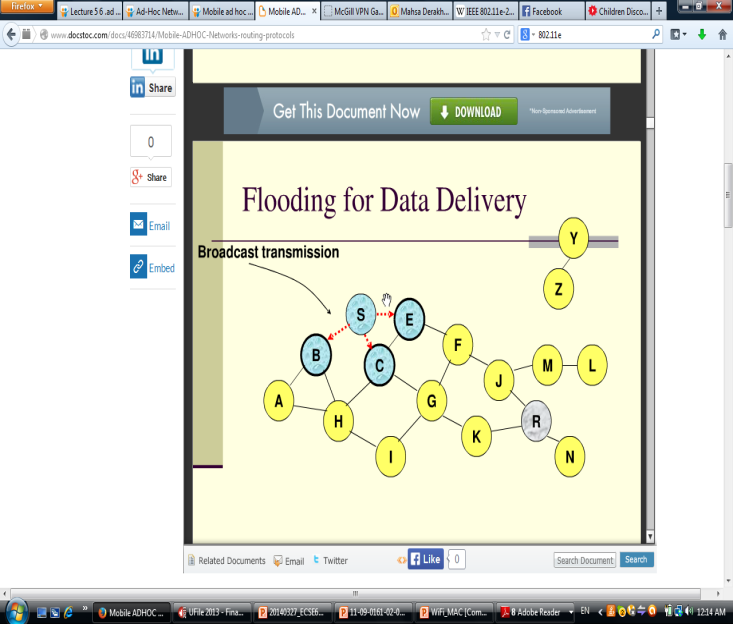 Firefox
Lecture 5 6 .ad ...
Ad-Hoc Netw...
Mobile ad hoc ...
Mobile AD... ×
McGill VPN Ga...
Mahsa Derakh...
W IEEE 802.11e-2...
Facebook
Children Disco...
+
www.docstoc.com/docs/46983714/Mobile-ADHOC-Networks-routing-protocols
802.11e
in
in Share
0
g+ Share
Email
Embed
Get This Document Now
DOWNLOAD
*Non-Sponsored Advertisement
Flooding for Data Delivery
Broadcast transmission
Y
Z
S
E
B
C
F
M
L
J
A
G
H
R
K
I
N
Related Documents
Email
Twitter
Like
0
Search Document
Search
Mobile ADHOC ...
UFile 2013 - Fina...
20140327_ECSE6...
11-09-0161-02-0...
WiFi_MAC [Com...
8 Adobe Reader
EN
12:14 AM